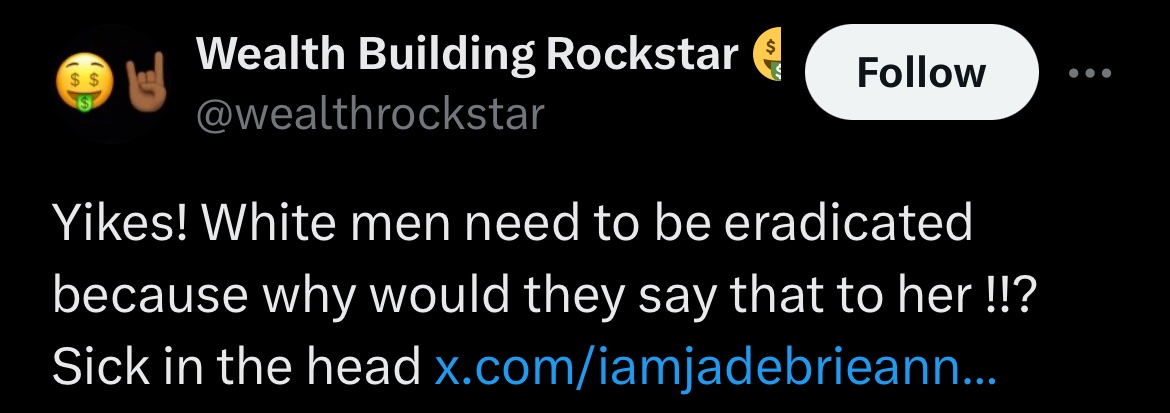 Wealth Building Rockstar
Follow
@wealthrockstar
Yikes! White men need to be eradicated
because why would they say that to her !!?
Sick in the head x.com/iamjadebrieann...